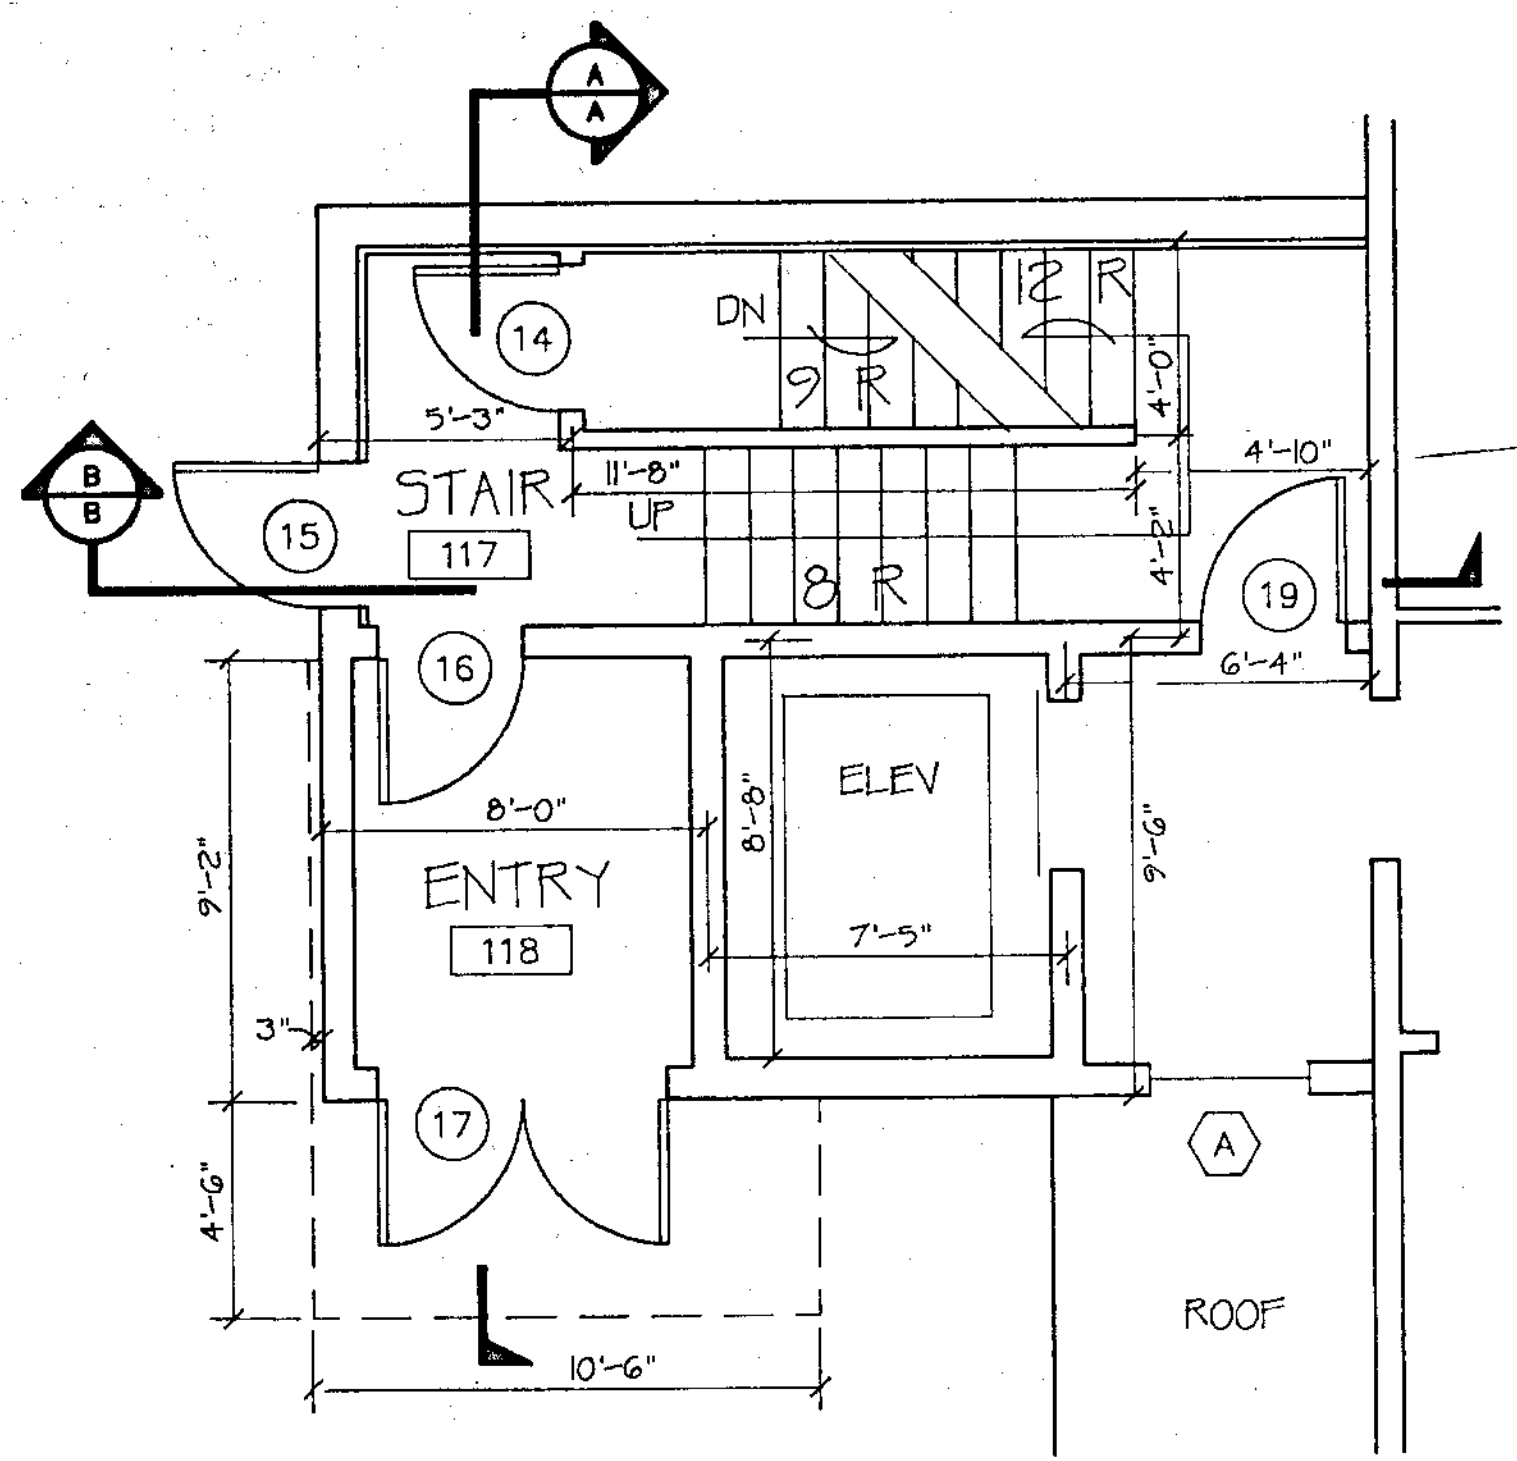 A
A
12 R
DN
14
9 R
4'-0"
5'-3"
4'-10"
B
B
STAIR
11'-8"
UP
15
117
4'-2"
8 R
19
16
6'-4"
ELEV
8'-0"
8'-8"
9'-6"
9'-2"
ENTRY
118
7'-5"
3"
17
A
4'-6"
ROOF
10'-6"